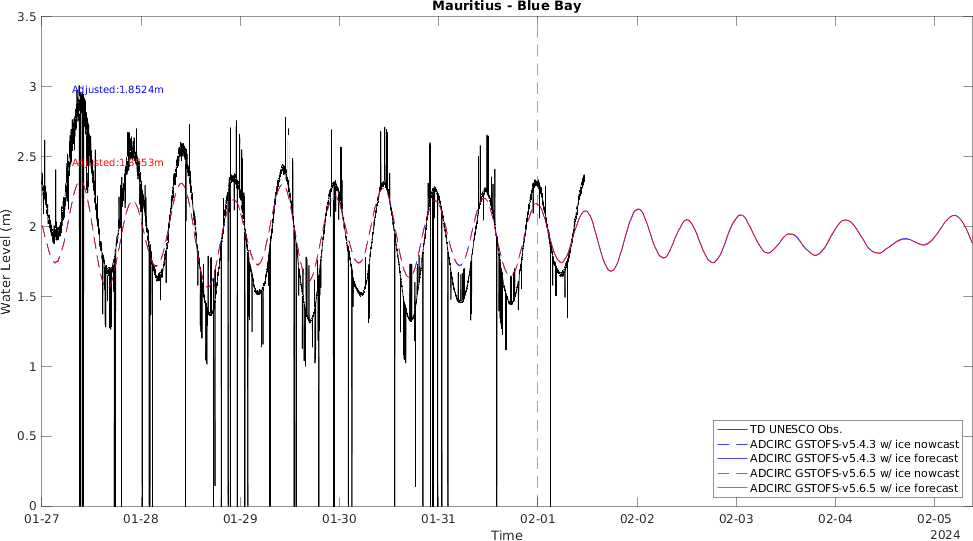 Mauritius - Blue Bay
3.5
3
2.5
2
1.5
1
0.5
0
Water Level (m)
Adjusted:1.8524m
01-27
01-28
01-29
01-30
01-31
02-01
02-02
02-03
02-04
02-05
Time
2024
TD UNESCO Obs.
ADCIRC GSTOFS-v5.4.3 w/ ice nowcast
ADCIRC GSTOFS-v5.4.3 w/ ice forecast
ADCIRC GSTOFS-v5.6.5 w/ ice nowcast
ADCIRC GSTOFS-v5.6.5 w/ ice forecast